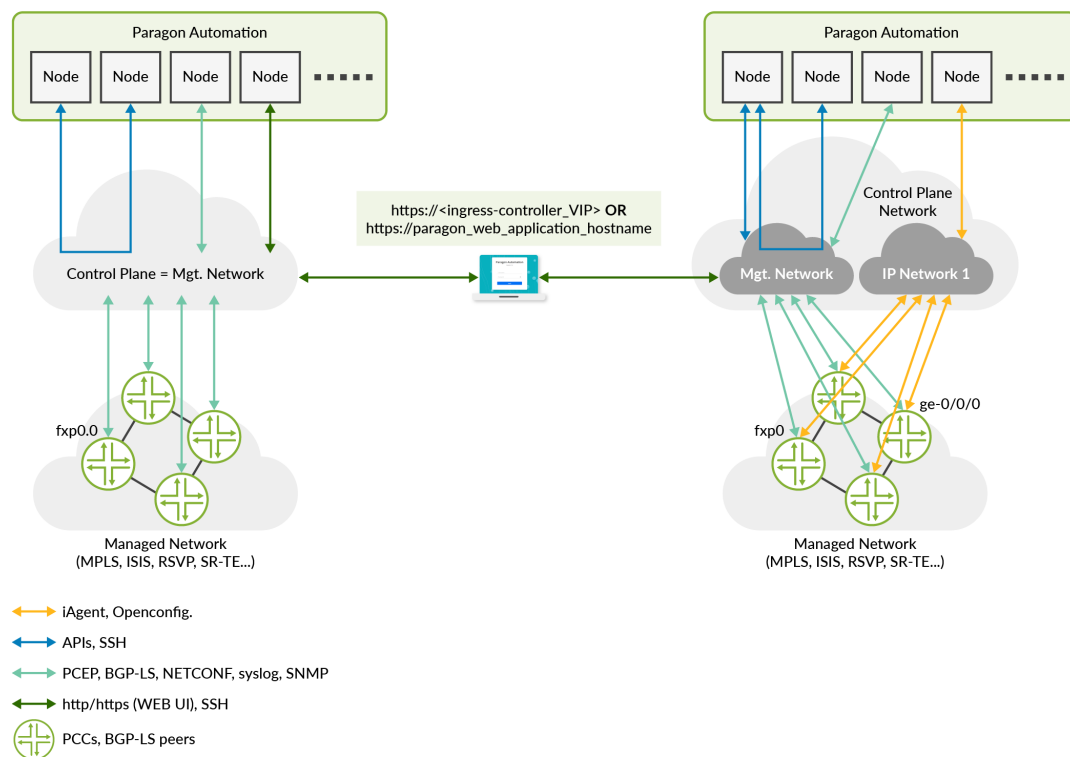 Paragon Automation
Node
Node
Node
Node
Paragon Automation
Node
Node
Node
Node
https://<ingress-controller_VIP> OR
https://paragon_web_application_hostname
Control Plane
Network
Control Plane = Mgt. Network
Mgt. Network
IP Network 1
fxp0.0
fxp0
ge-0/0/0
Managed Network
(MPLS, ISIS, RSVP, SR-TE...)
Managed Network
(MPLS, ISIS, RSVP, SR-TE...)
iAgent, Openconfig.
APIs, SSH
PCEP, BGP-LS, NETCONF, syslog, SNMP
http/https (WEB UI), SSH
PCCs, BGP-LS peers